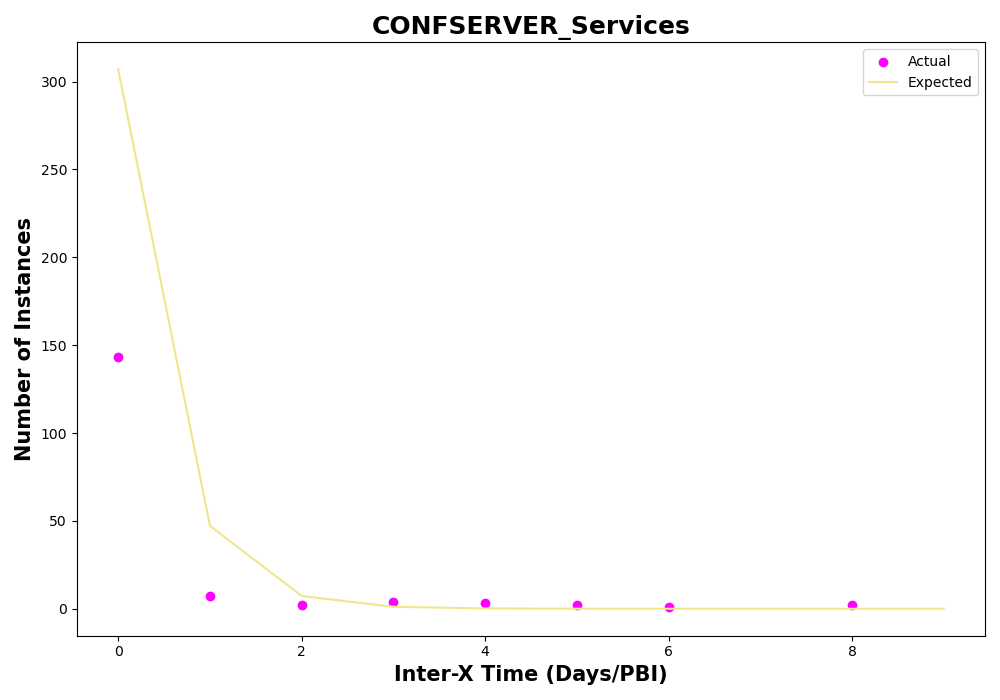 CONFSERVER_Services
Actual
Expected
Number of Instances
300
250
200
150
100
50
0
0 2 4 6 8
Inter-X Time (Days/PBI)